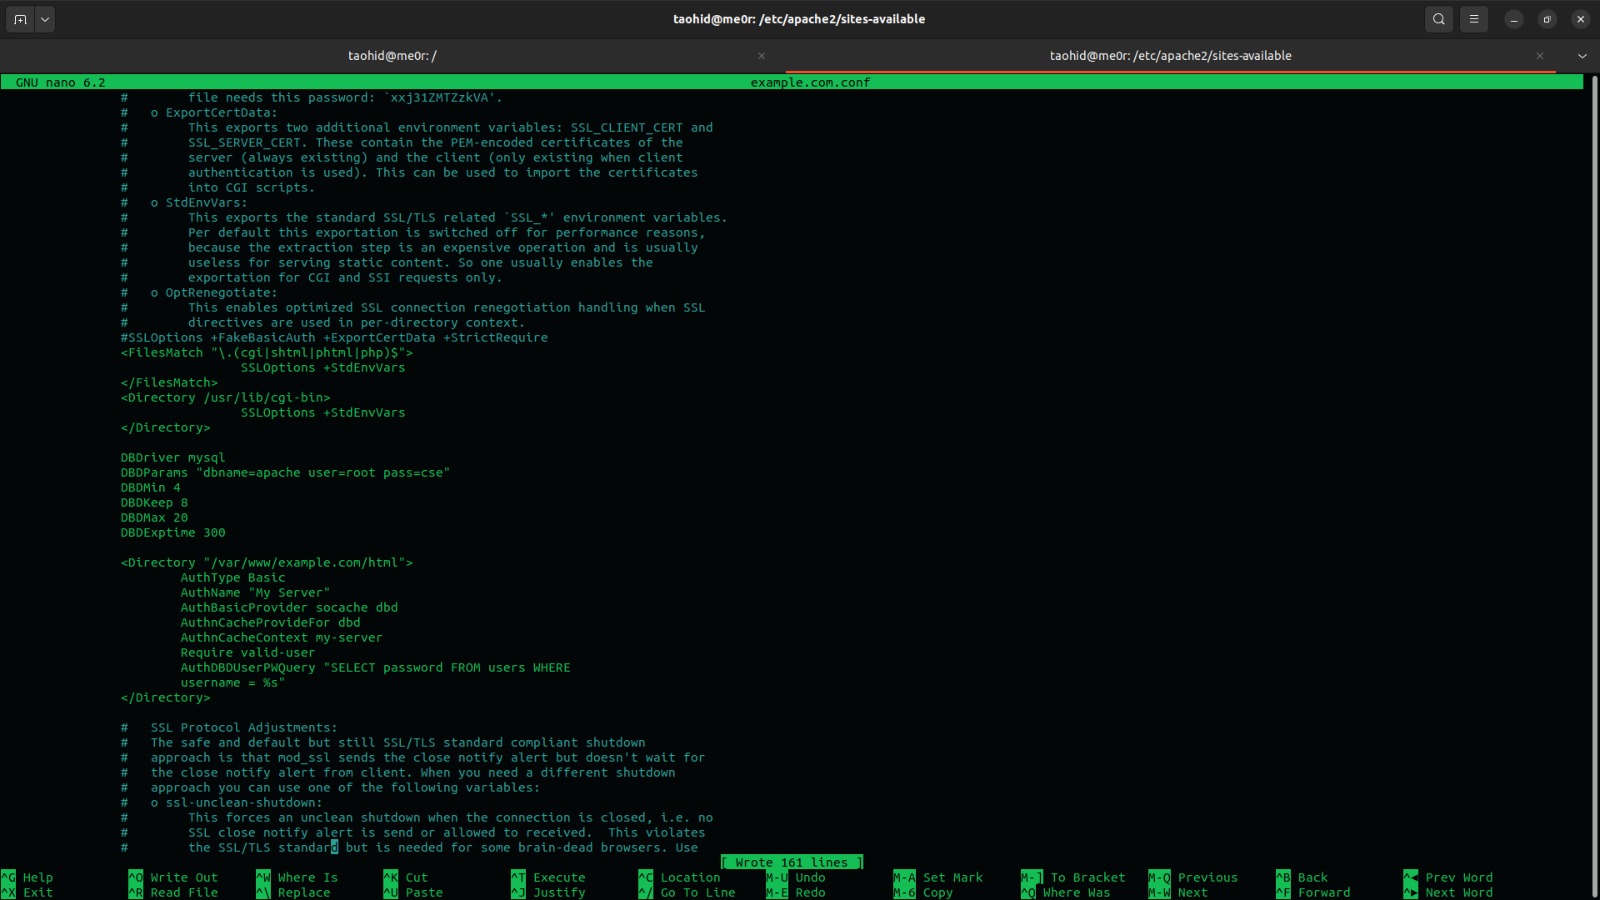 taohid@me0r: /etc/apache2/sites-available
taohid@me0r: /
taohid@me0r: /etc/apache2/sites-available
GNU nano 6.2
example.com.conf
#        file needs this password: `xxj31ZMTZzkVA'.
#   o ExportCertData:
#        This exports two additional environment variables: SSL_CLIENT_CERT and
#        SSL_SERVER_CERT. These contain the PEM-encoded certificates of the
#        server (always existing) and the client (only existing when client
#        authentication is used). This can be used to import the certificates
#        into CGI scripts.
#   o StdEnvVars:
#        This exports the standard SSL/TLS related `SSL_*' environment variables.
#        Per default this exportation is switched off for performance reasons,
#        because the extraction step is an expensive operation and is usually
#        useless for serving static content. So one usually enables the
#        exportation for CGI and SSI requests only.
#   o OptRenegotiate:
#        This enables optimized SSL connection renegotiation handling when SSL
#        directives are used in per-directory context.
#SSLOptions +FakeBasicAuth +ExportCertData +StrictRequire
<FilesMatch "\.(cgi|shtml|phtml|php)$">
                SSLOptions +StdEnvVars
</FilesMatch>
<Directory /usr/lib/cgi-bin>
                SSLOptions +StdEnvVars
</Directory>
DBDriver mysql
DBDParams "dbname=apache user=root pass=cse"
DBDMin 4
DBDKeep 8
DBDMax 20
DBDExptime 300
<Directory "/var/www/example.com/html">
        AuthType Basic
        AuthName "My Server"
        AuthBasicProvider socache dbd
        AuthnCacheProvideFor dbd
        AuthnCacheContext my-server
        Require valid-user
        AuthDBDUserPWQuery "SELECT password FROM users WHERE
        username = %s"
</Directory>
#   SSL Protocol Adjustments:
#   The safe and default but still SSL/TLS standard compliant shutdown
#   approach is that mod_ssl sends the close notify alert but doesn't wait for
#   the close notify alert from client. When you need a different shutdown
#   approach you can use one of the following variables:
#   o ssl-unclean-shutdown:
#        This forces an unclean shutdown when the connection is closed, i.e. no
#        SSL close notify alert is send or allowed to received.  This violates
#        the SSL/TLS standard but is needed for some brain-dead browsers. Use
[ Wrote 161 lines ]
^G Help ^O Write Out ^W Where Is ^K Cut ^T Execute ^C Location M-U Undo M-A Set Mark M-] To Bracket M-Q Previous ^B Back ^◀ Prev Word
^X Exit ^R Read File ^\ Replace ^U Paste ^J Justify ^/ Go To Line M-E Redo M-6 Copy ^Q Where Was M-W Next ^F Forward ^▶ Next Word